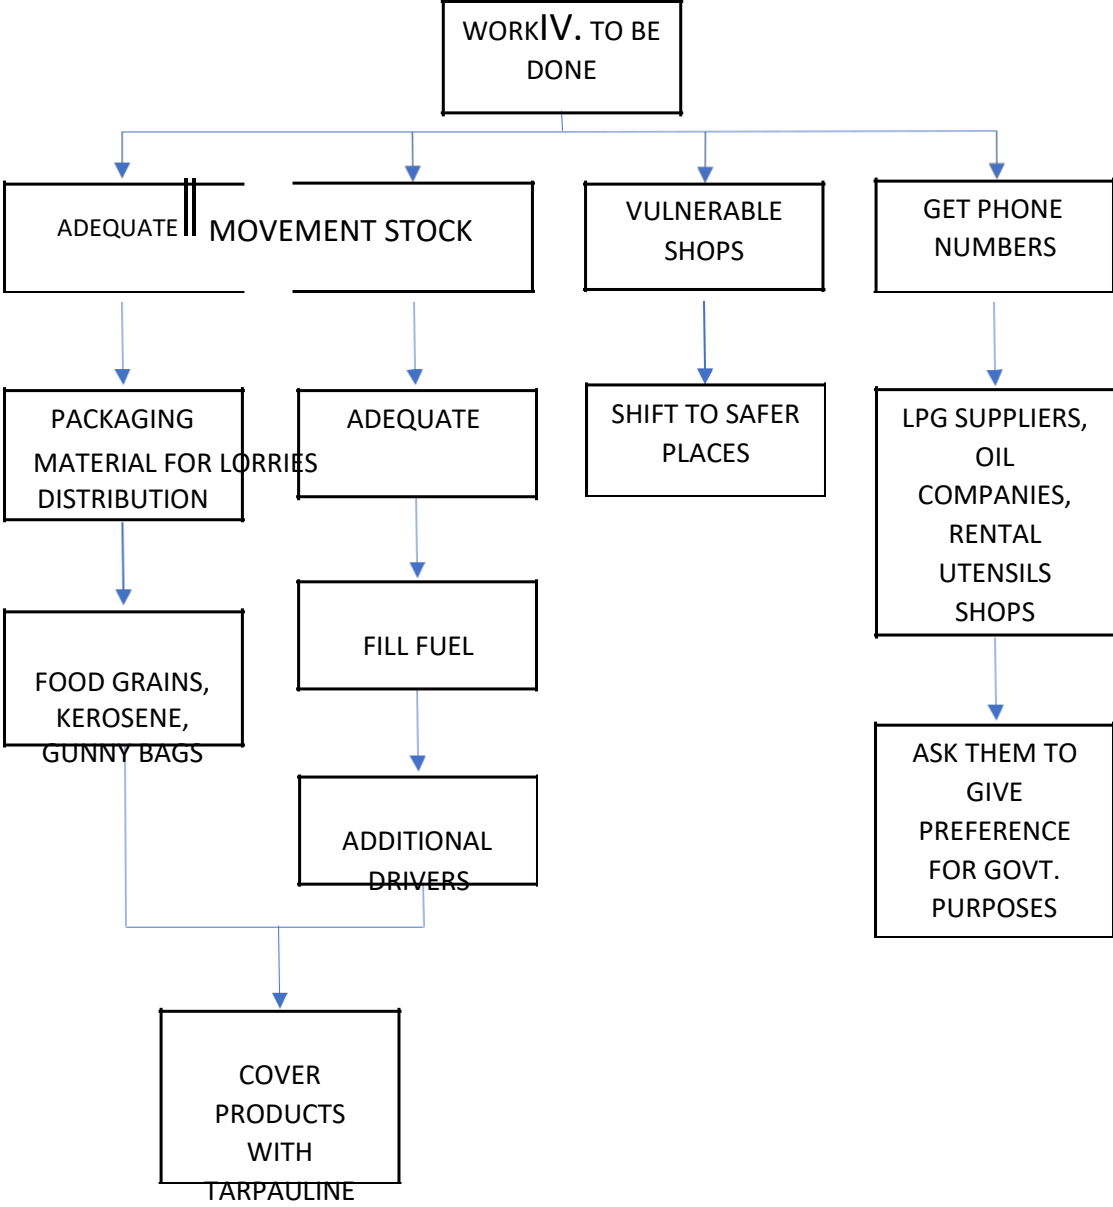 WORKIV. TO BE
DONE
ADEQUATE || MOVEMENT STOCK
VULNERABLE
SHOPS
GET PHONE
NUMBERS
PACKAGING
MATERIAL FOR LORRIES
DISTRIBUTION
ADEQUATE
SHIFT TO SAFER
PLACES
LPG SUPPLIERS,
OIL
COMPANIES,
RENTAL
UTENSILS
SHOPS
FOOD GRAINS,
KEROSENE,
GUNNY BAGS
FILL FUEL
ADDITIONAL
DRIVERS
ASK THEM TO
GIVE
PREFERENCE
FOR GOVT.
PURPOSES
COVER
PRODUCTS
WITH
TARPAULINE